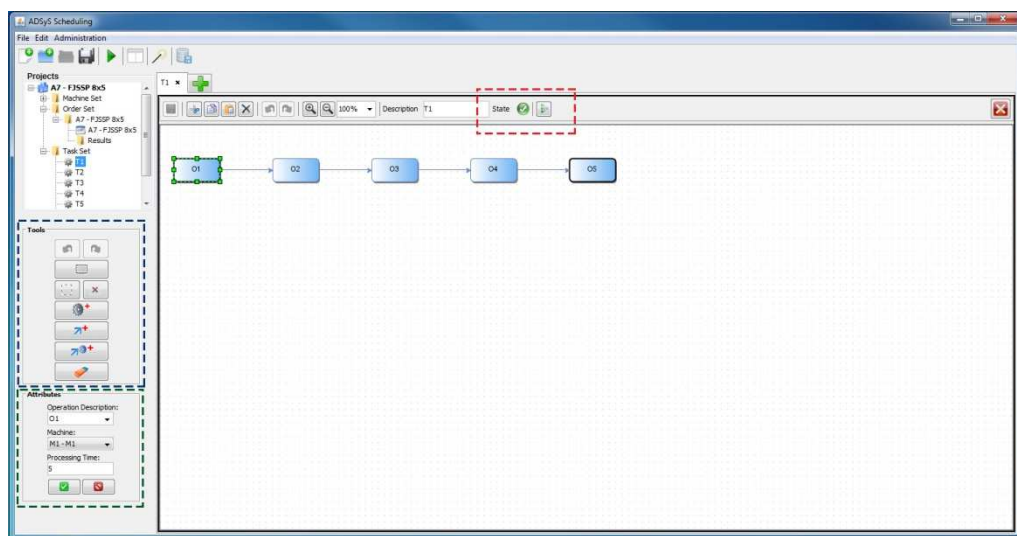 ADSyS Scheduling
File Edit Administration
Projects
A7 - FJSSP 8x5
Machine Set
Order Set
A7 - FJSSP 8x5
A7 - FJSSP 8x5
Results
Task Set
T1
T2
T3
T4
T5
T1
100% Description T1 State
O1 O2 O3 O4 O5
Tools
Attributes
Operation Description:
O1
Machine:
M1 - M1
Processing Time:
5